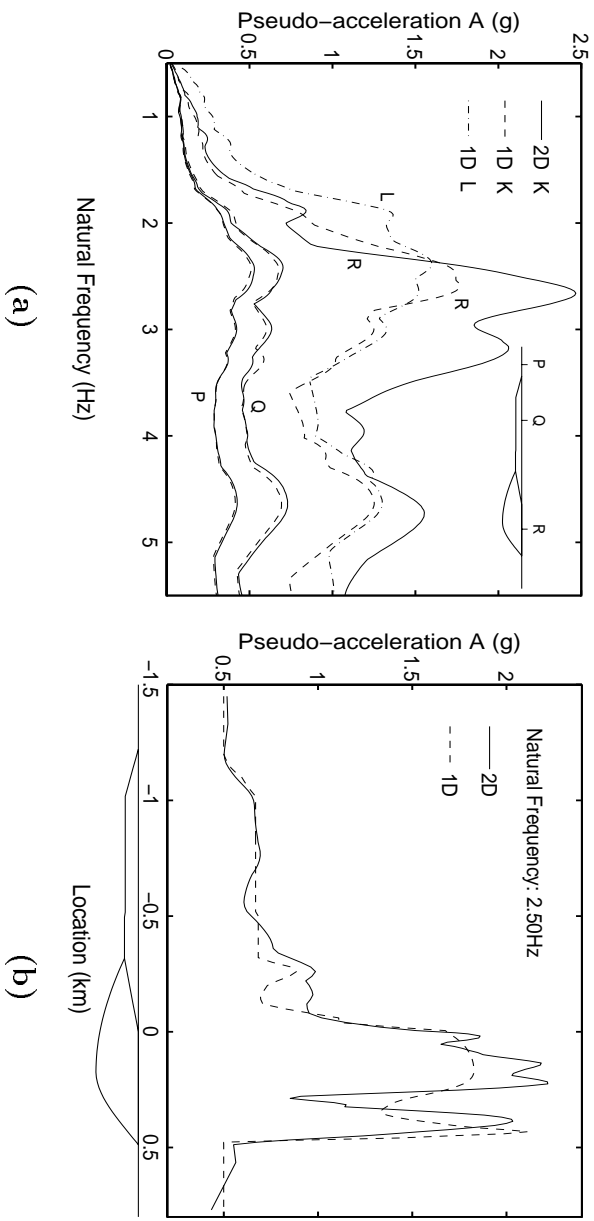 Pseudo−acceleration A (g)
0
0.5
1
1.5
2
2.5
1
2
3
4
5
Natural Frequency (Hz)
2D K
1D K
1D L
L
R
R
Q
P
P
Q
R
(a)
Pseudo−acceleration A (g)
0.5
1
1.5
2
−1.5
−1
−0.5
0
0.5
Location (km)
Natural Frequency: 2.50Hz
2D
1D
(b)